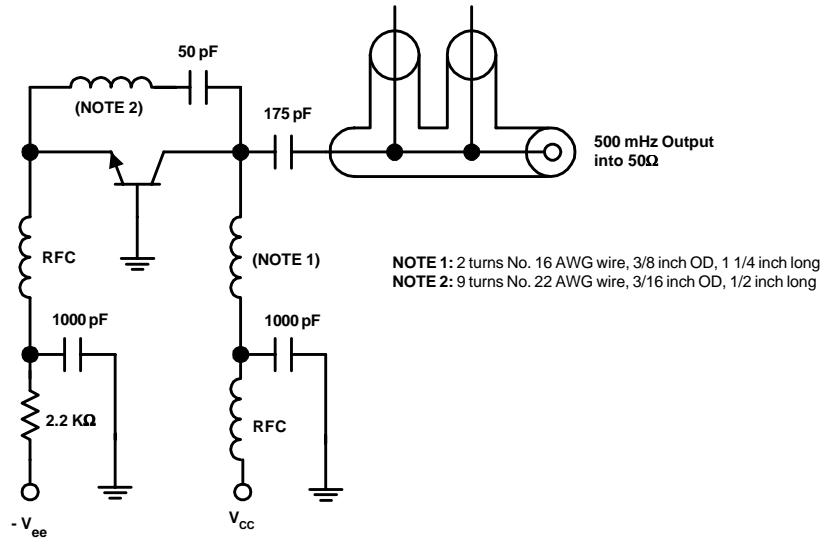 50 pF
(NOTE 2)
175 pF
500 mHz Output
into 50Ω
RFC
(NOTE 1)
NOTE 1: 2 turns No. 16 AWG wire, 3/8 inch OD, 1 1/4 inch long
NOTE 2: 9 turns No. 22 AWG wire, 3/16 inch OD, 1/2 inch long
1000 pF
1000 pF
2.2 KΩ
RFC
- Vee
VCC